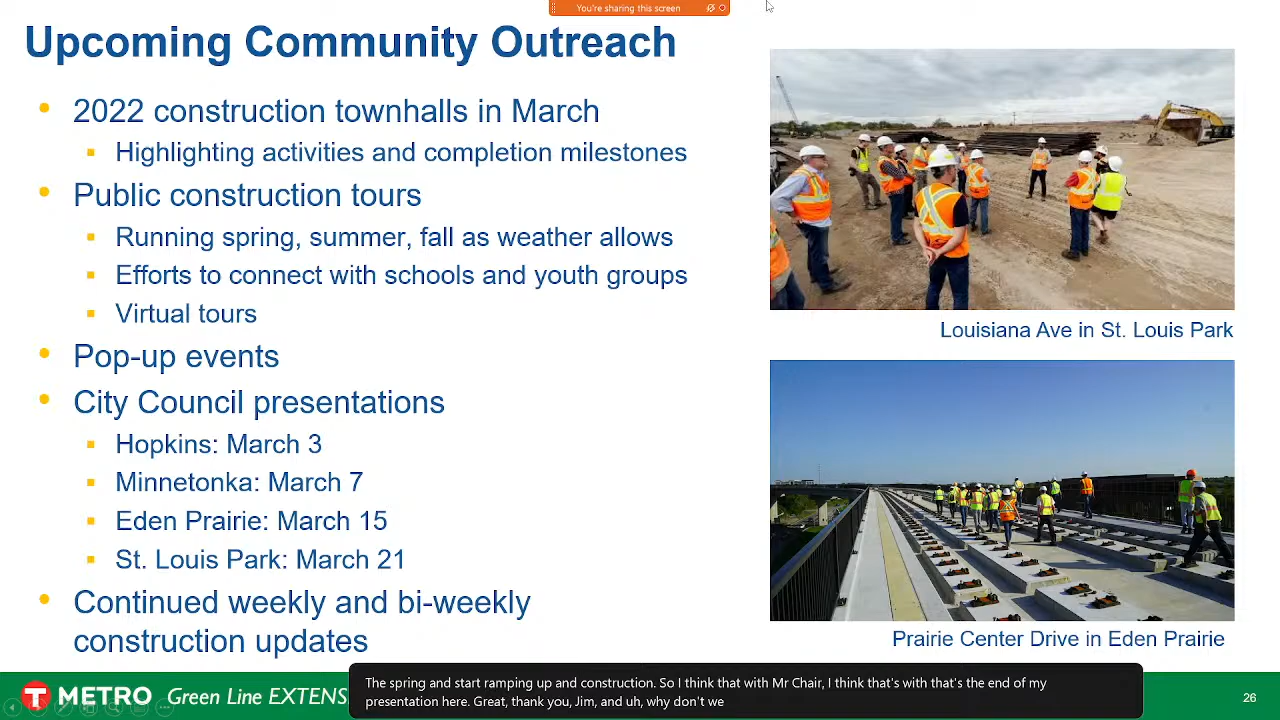 You're sharing this screen
Upcoming Community Outreach
2022 construction townhalls in March
Highlighting activities and completion milestones
Public construction tours
Running spring, summer, fall as weather allows
Efforts to connect with schools and youth groups
Virtual tours
Pop-up events
City Council presentations
Hopkins: March 3
Minnetonka: March 7
Eden Prairie: March 15
St. Louis Park: March 21
Continued weekly and bi-weekly
construction updates
Louisiana Ave in St. Louis Park
Prairie Center Drive in Eden Prairie
T METRO Green Line EXTENS
The spring and start ramping up and construction. So I think that with Mr Chair, I think that's with that's the end of my
presentation here. Great, thank you, Jim, and uh, why don't we
26